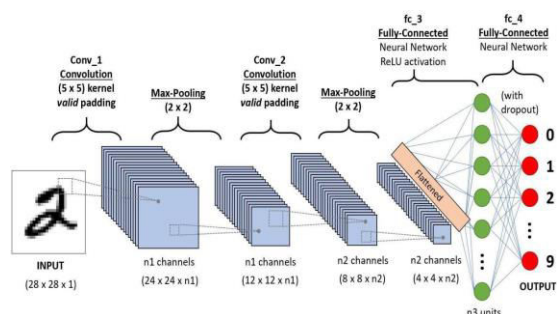 Conv_1
Convolution
(5 x 5) kernel
valid padding
Max-Pooling
(2 x 2)
Conv_2
Convolution
(5 x 5) kernel
valid padding
Max-Pooling
(2 x 2)
fc_3
Fully-Connected
Neural Network
ReLU activation
fc_4
Fully-Connected
Neural Network
(with
dropout)
Flattened
0
1
2
9
OUTPUT
2
INPUT
(28 x 28 x 1)
n1 channels
(24 x 24 x n1)
n1 channels
(12 x 12 x n1)
n2 channels
(8 x 8 x n2)
n2 channels
(4 x 4 x n2)
n3 units